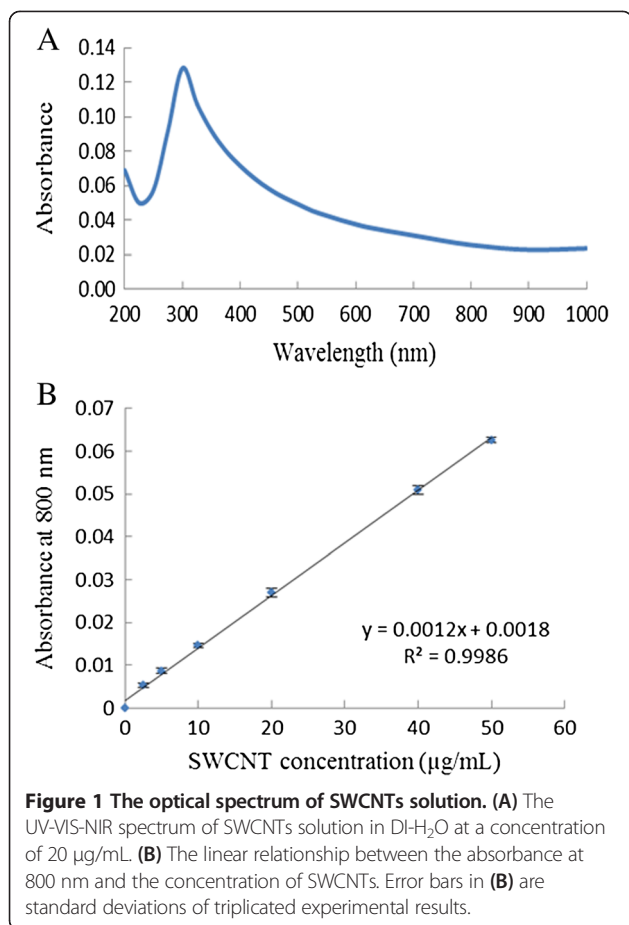 A
0.14
0.12
0.10
0.08
0.06
0.04
0.02
0.00
Absorbance
200 300 400 500 600 700 800 900 1000
Wavelength (nm)
B
0.07
0.06
0.05
0.04
0.03
0.02
0.01
0
Absorbance at 800 nm
y = 0.0012x + 0.0018
R² = 0.9986
0 10 20 30 40 50 60
SWCNT concentration (µg/mL)
Figure 1 The optical spectrum of SWCNTs solution. (A) The
UV-VIS-NIR spectrum of SWCNTs solution in DI-H₂O at a concentration
of 20 µg/mL. (B) The linear relationship between the absorbance at
800 nm and the concentration of SWCNTs. Error bars in (B) are
standard deviations of triplicated experimental results.